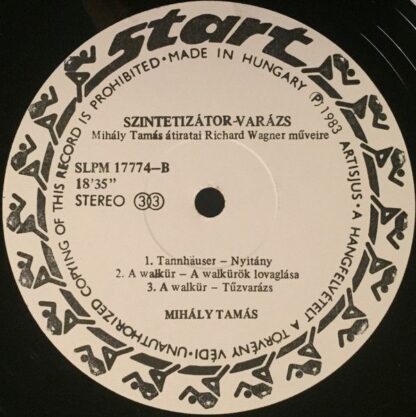 start
UNAUTHORIZED COPYING OF THIS RECORD IS PROHIBITED • MADE IN HUNGARY Ⓟ 1983 ARTISJUS • A HANGFELVÉTELT A TÖRVÉNY VÉDI •
SZINTETIZÁTOR-VARÁZS
Mihály Tamás átiratai Richard Wagner műveire
SLPM 17774–B
18'35"
STEREO 33
1. Tannhäuser – Nyitány
2. A walkür – A walkürök lovaglása
3. A walkür – Tűzvarázs
MIHÁLY TAMÁS